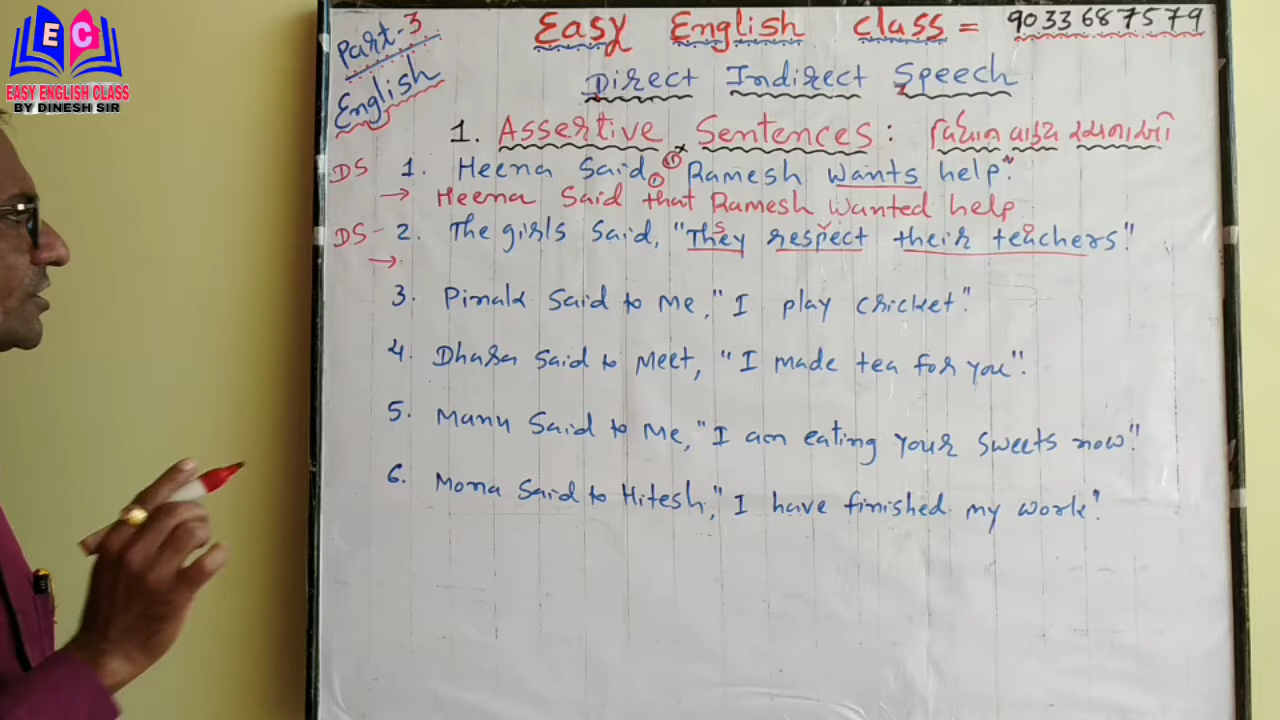 EC
EASY ENGLISH CLASS
BY DINESH SIR
Part-3
English
Easy English Class = 9033687579
Direct Indirect Speech
1. Assertive Sentences: વિધાન વાક્ય રચનાઓ
DS 1. Heena Said, Ramesh wants help."
→ Heena Said that Ramesh wanted help
DS - 2. The girls Said, "They respect their teachers."
→
3. Pinak Said to Me, "I play cricket".
4. Dhara Said to Meet, "I made tea for you".
5. Manu Said to Me, "I am eating your sweets now".
6. Mona Said to Hitesh, "I have finished my work".